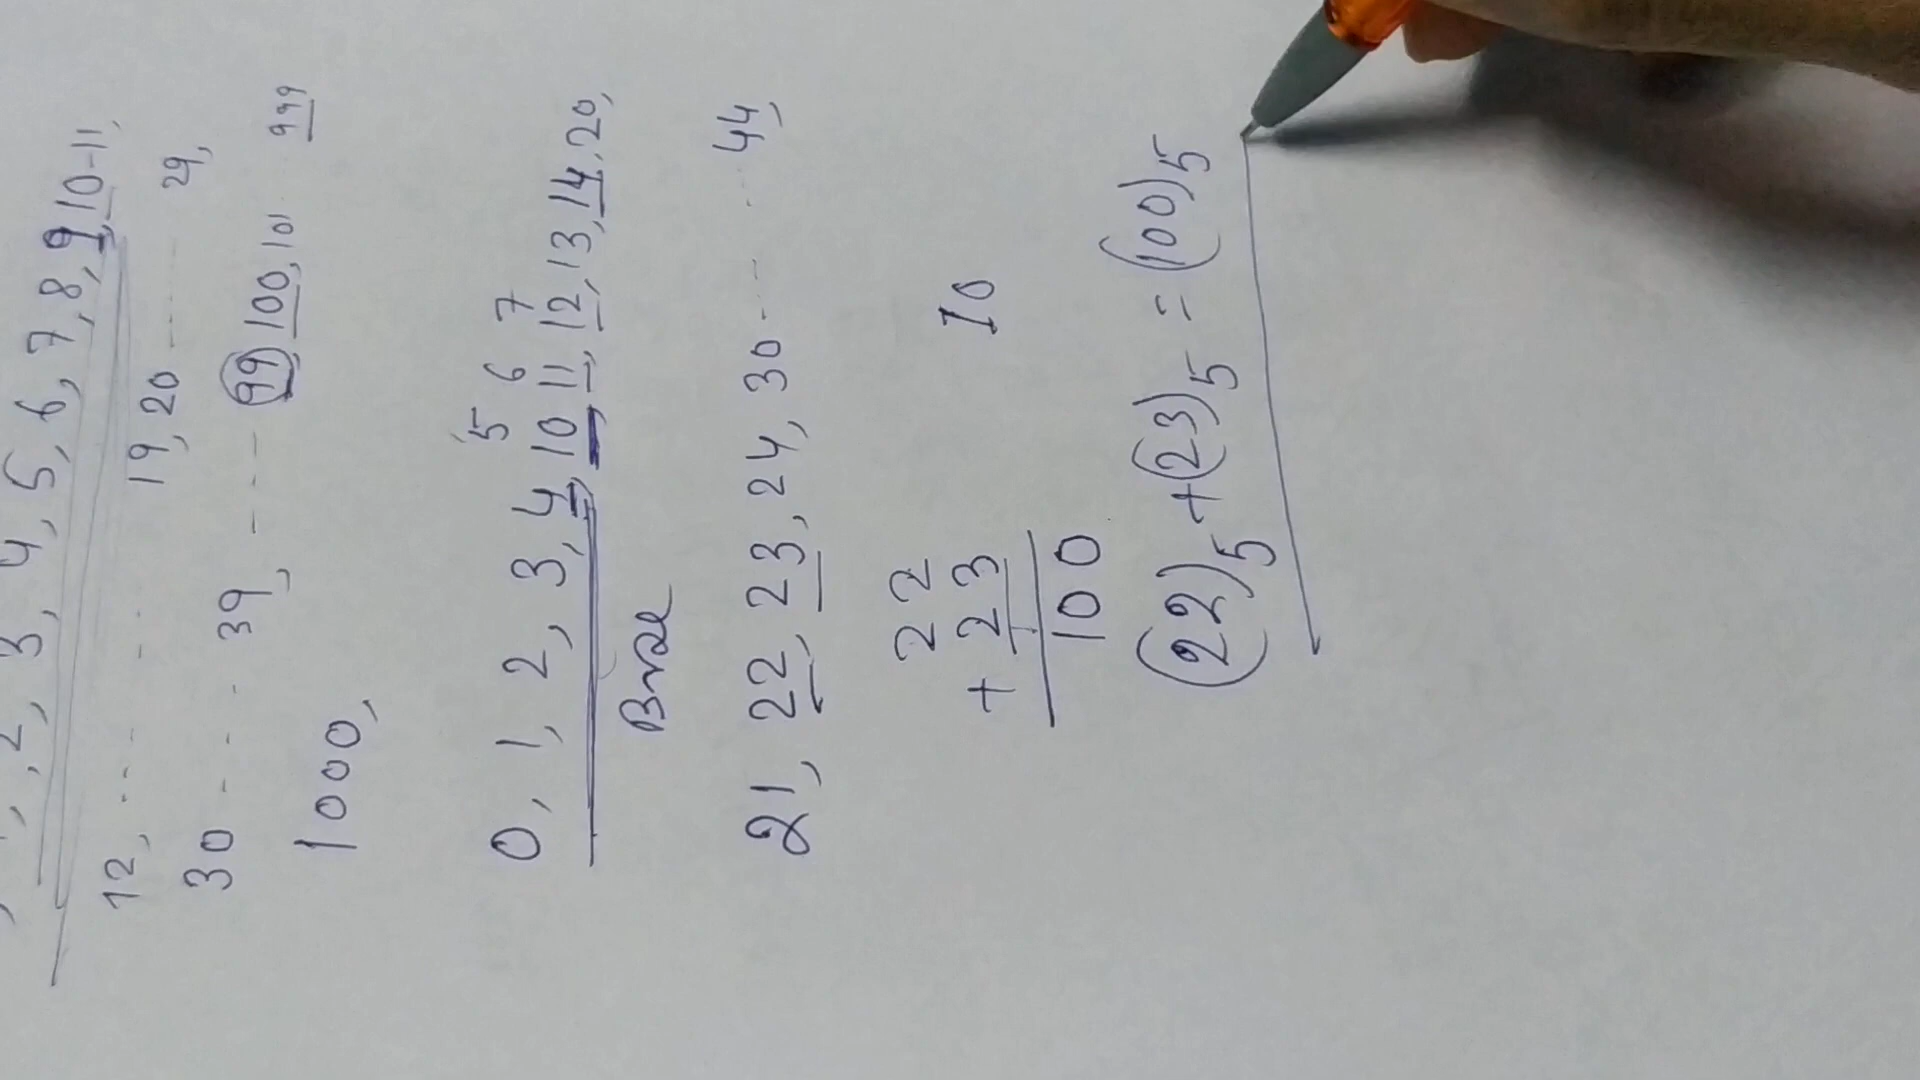 , 2, 3, 4, 5, 6, 7, 8, 9, 10-11,
12, ... - . 19, 20 ........ 29,
30 - - - 39, - - - 99, 100, 101 999
1000,
5 6 7
0, 1, 2, 3, 4, 10, 11, 12, 13, 14, 20,
Base
21, 22, 23, 24, 30 - - - .... 44,
22
+ 23 10
100
(22)5 + (23)5 = (100)5